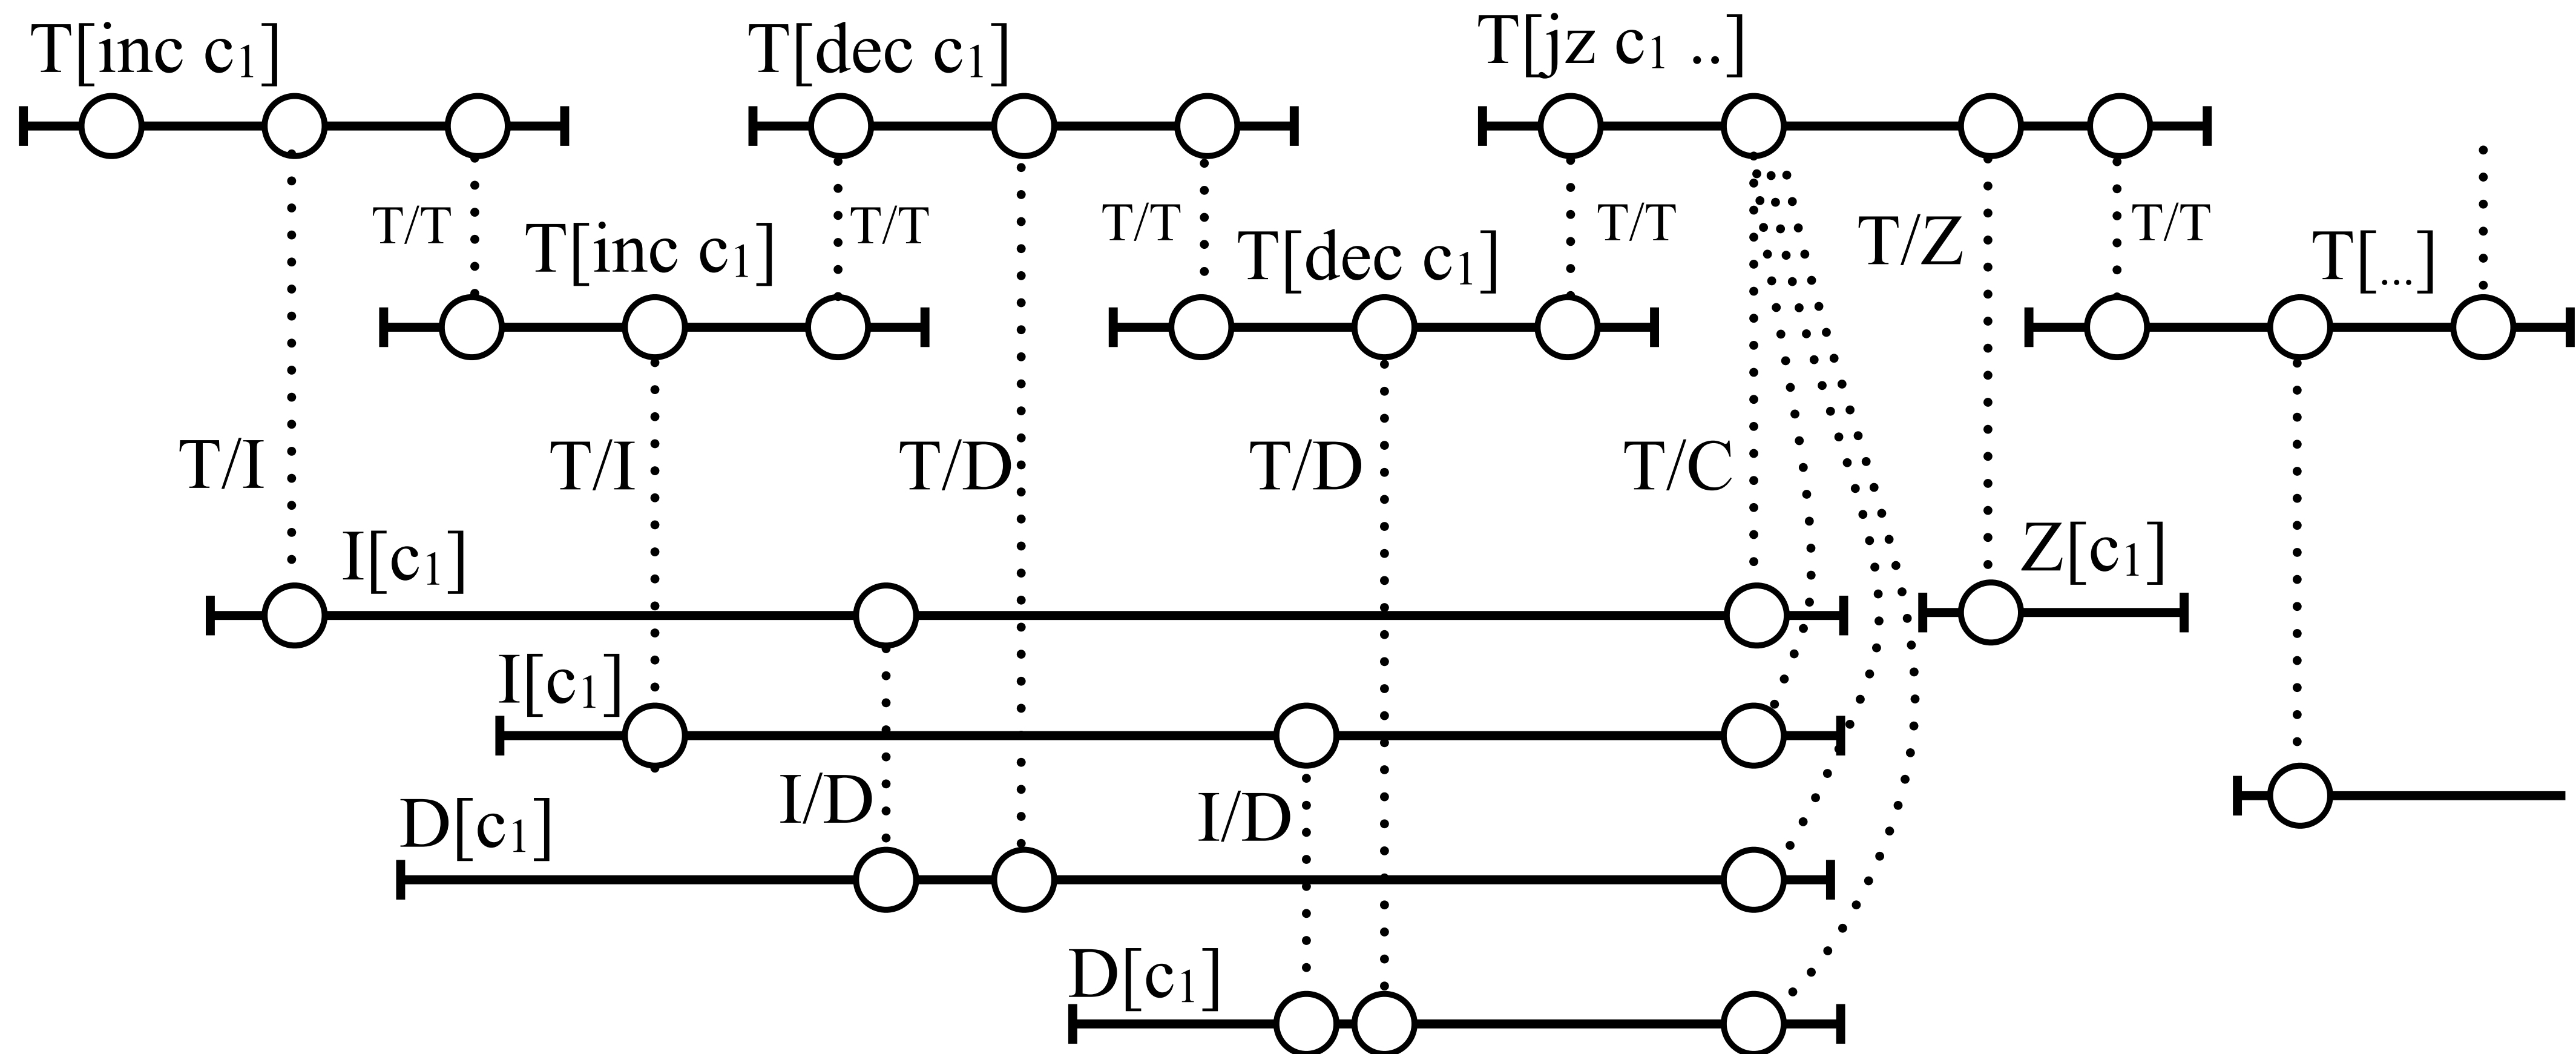 T[inc c1]
T[dec c1]
T[jz c1 ..]
T/T
T[inc c1]
T/T
T/T
T[dec c1]
T/T
T/Z
T/T
T[...]
T/I
T/I
T/D
T/D
T/C
I[c1]
Z[c1]
I[c1]
D[c1]
I/D
I/D
D[c1]